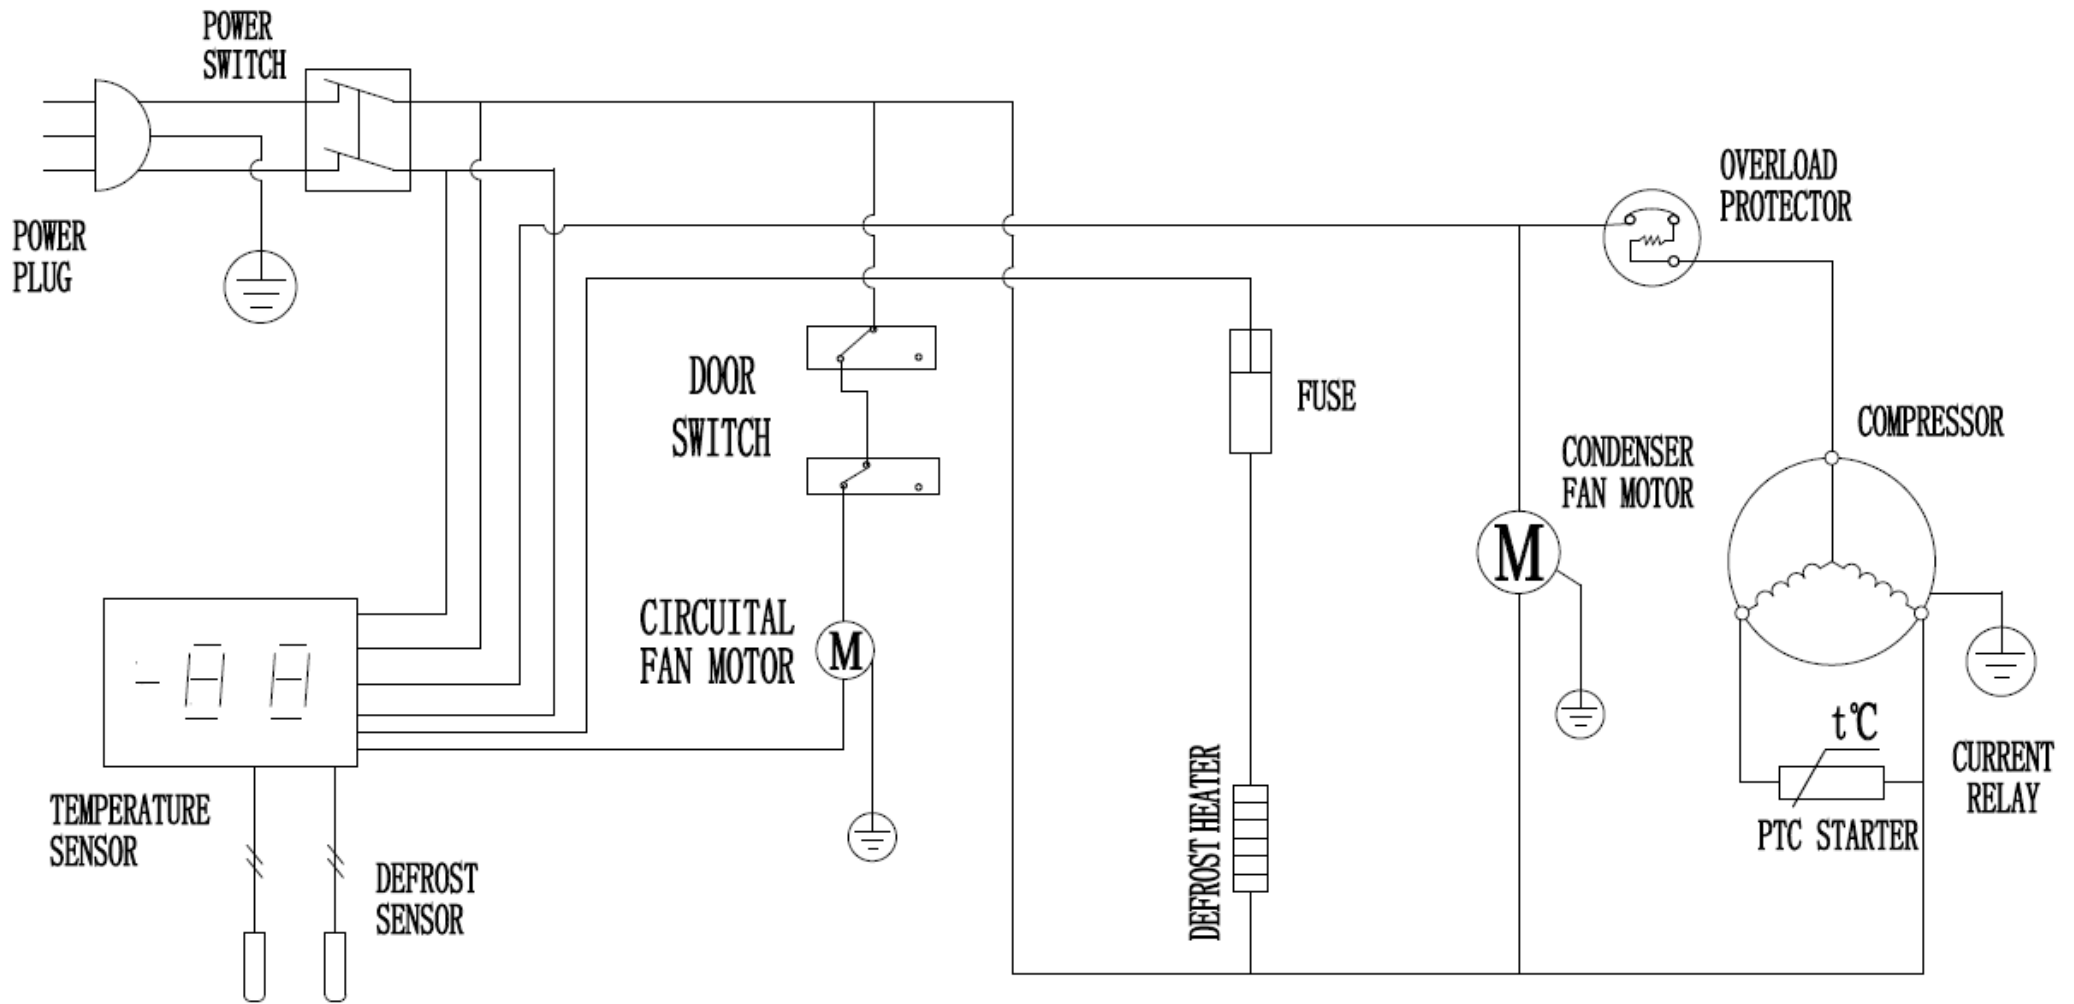 POWER
SWITCH
POWER
PLUG
OVERLOAD
PROTECTOR
DOOR
SWITCH
FUSE
COMPRESSOR
CONDENSER
FAN MOTOR
M
CIRCUITAL
FAN MOTOR
M
-88
t℃
CURRENT
RELAY
PTC STARTER
DEFROST HEATER
TEMPERATURE
SENSOR
DEFROST
SENSOR